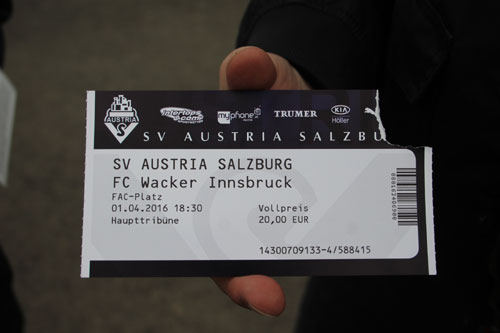 AUSTRIA
S
Intertops.com
myphone
TRUMER
KIA
Höller
SV AUSTRIA SALZBU
SV AUSTRIA SALZBURG
FC Wacker Innsbruck
FAC-Platz
01.04.2016 18:30 Vollpreis
Haupttribüne 20,00 EUR
14300709133-4/588415